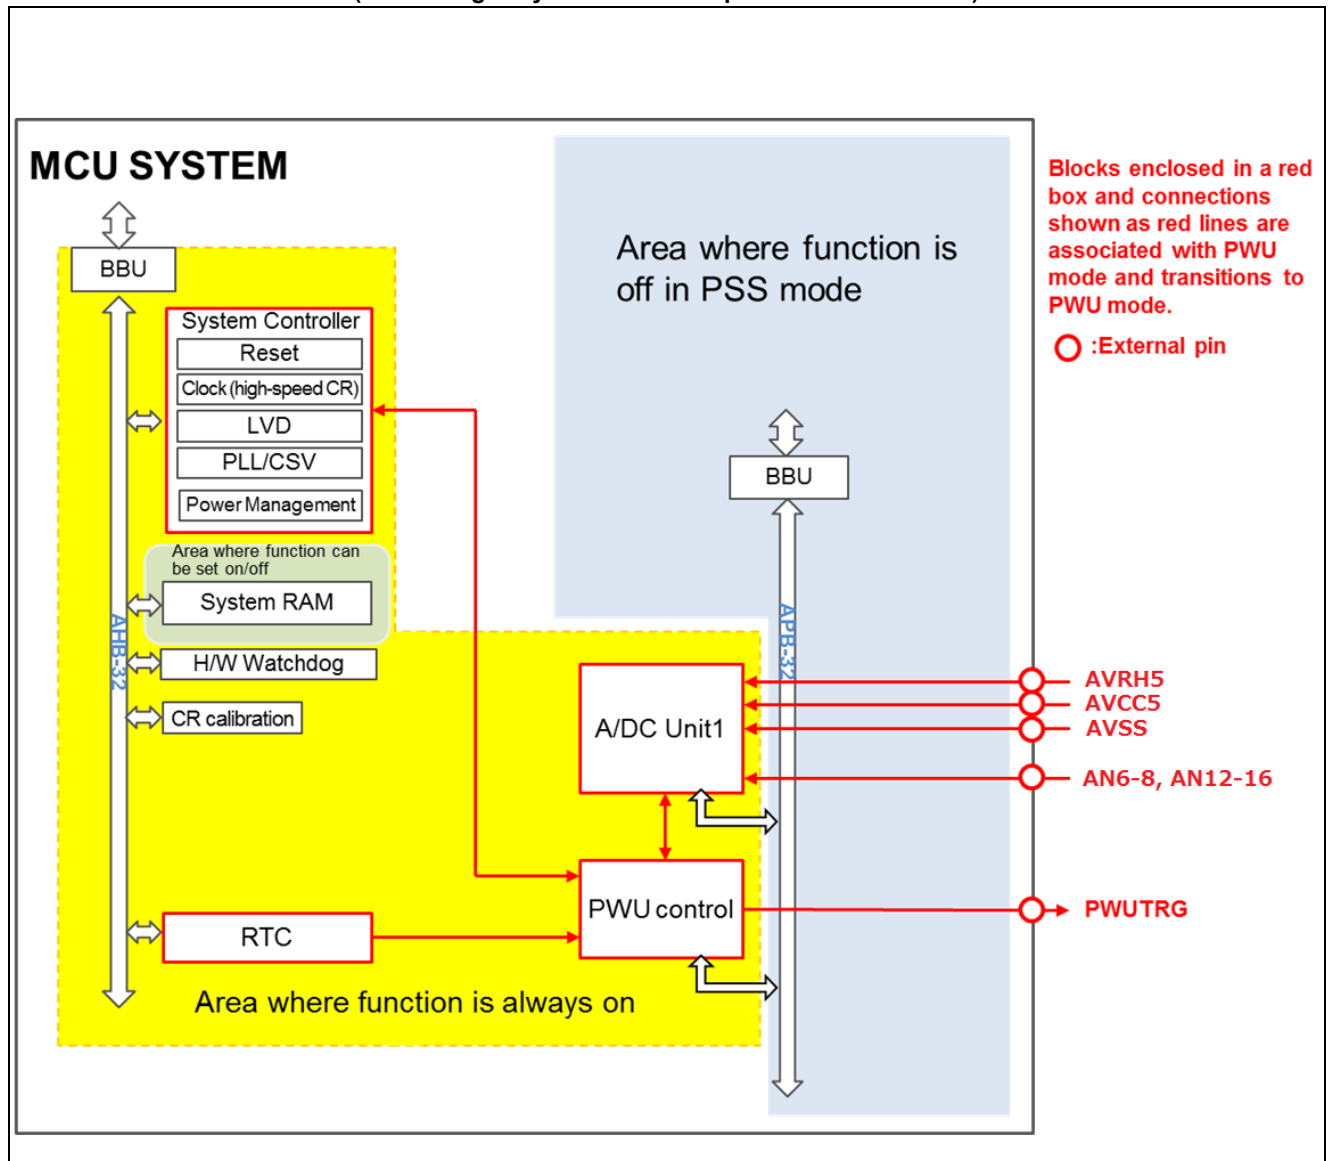 MCU SYSTEM
BBU
System Controller
Reset
Clock (high-speed CR)
LVD
PLL/CSV
Power Management
Area where function can
be set on/off
System RAM
AHB-32
H/W Watchdog
CR calibration
RTC
Area where function is always on
Area where function is
off in PSS mode
BBU
APB-32
A/DC Unit1
PWU control
Blocks enclosed in a red
box and connections
shown as red lines are
associated with PWU
mode and transitions to
PWU mode.
:External pin
AVRH5
AVCC5
AVSS
AN6-8, AN12-16
PWUTRG